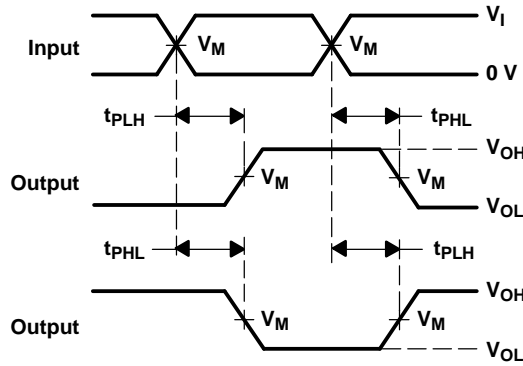 V_I
Input V_M V_M
0 V
t_PLH t_PHL
V_OH
Output V_M V_M
V_OL
t_PHL t_PLH
V_OH
Output V_M V_M
V_OL